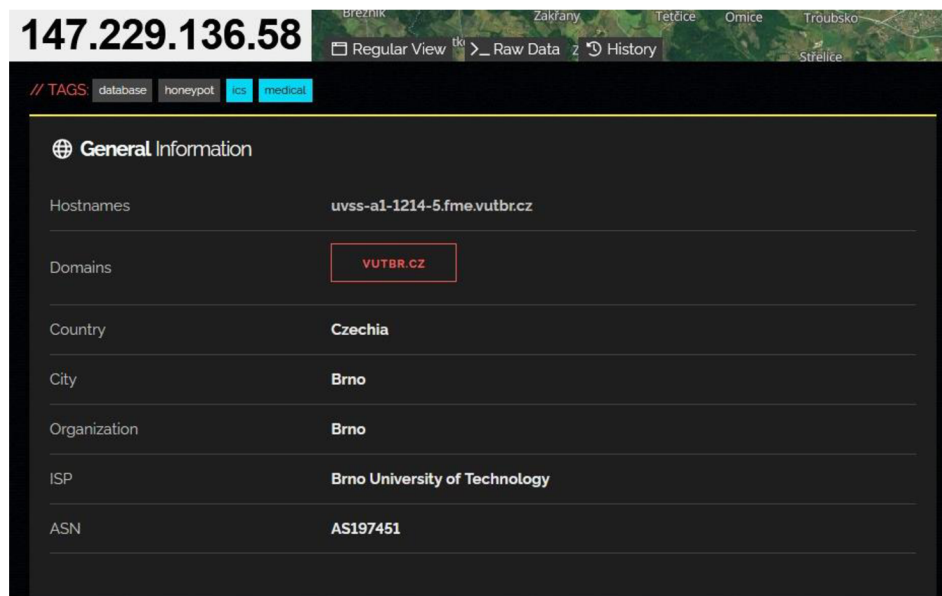 147.229.136.58
Zakřany Tetčice Omice Troubsko
Regular View >_ Raw Data History
Střelice
// TAGS: database honeypot ics medical
General Information
Hostnames uvss-a1-1214-5.fme.vutbr.cz
Domains VUTBR.CZ
Country Czechia
City Brno
Organization Brno
ISP Brno University of Technology
ASN AS197451